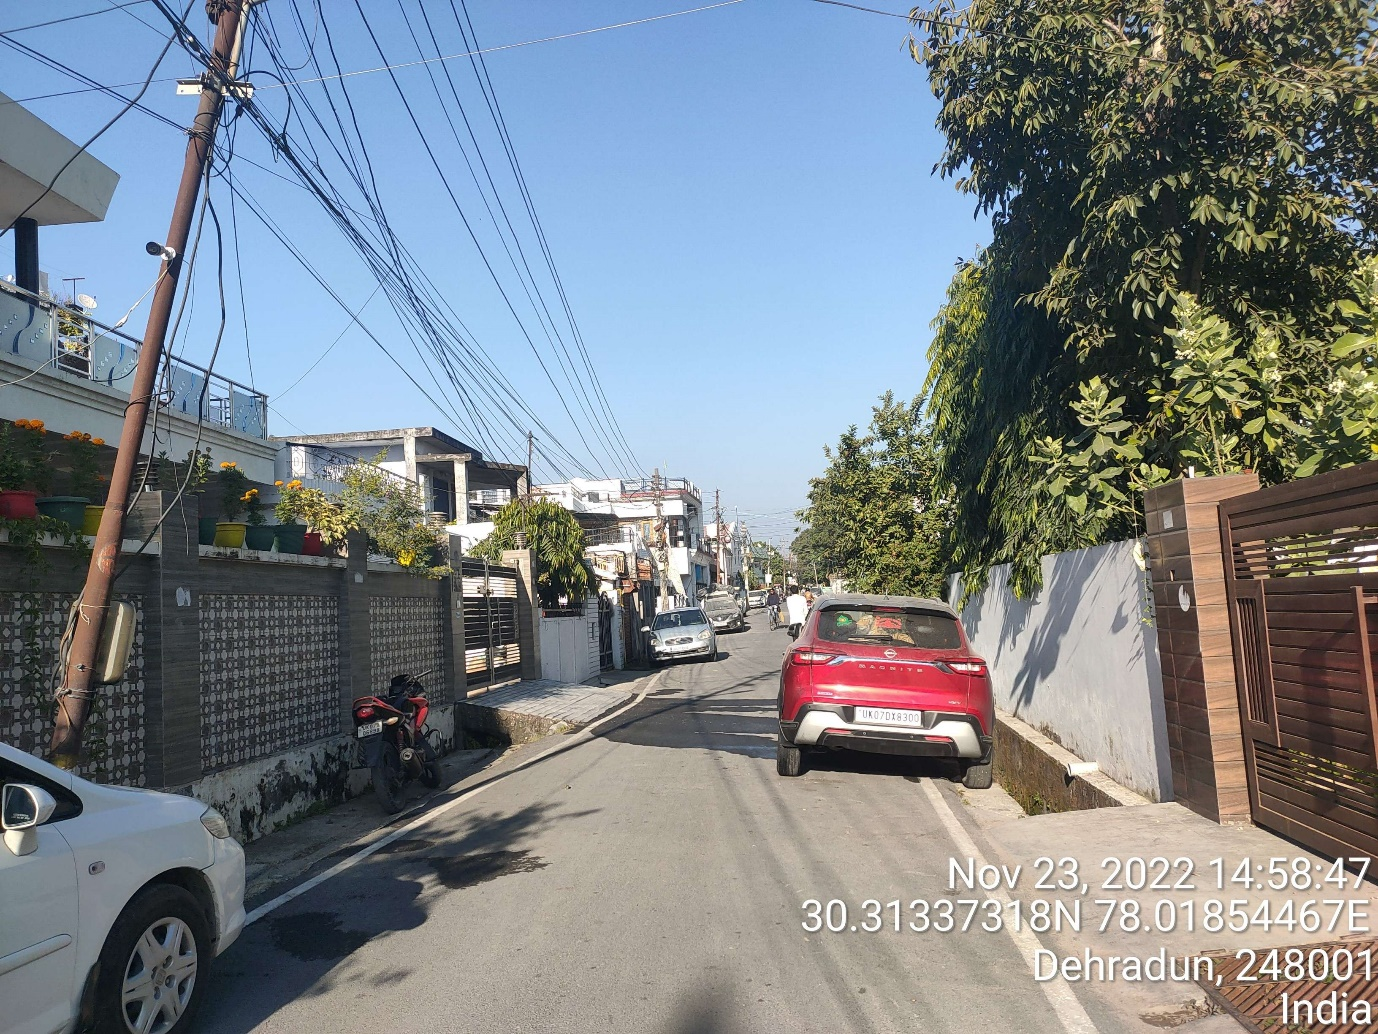 MAGNITE
UK07DX8300
Nov 23, 2022 14:58:47
30.31337318N 78.01854467E
Dehradun, 248001
India